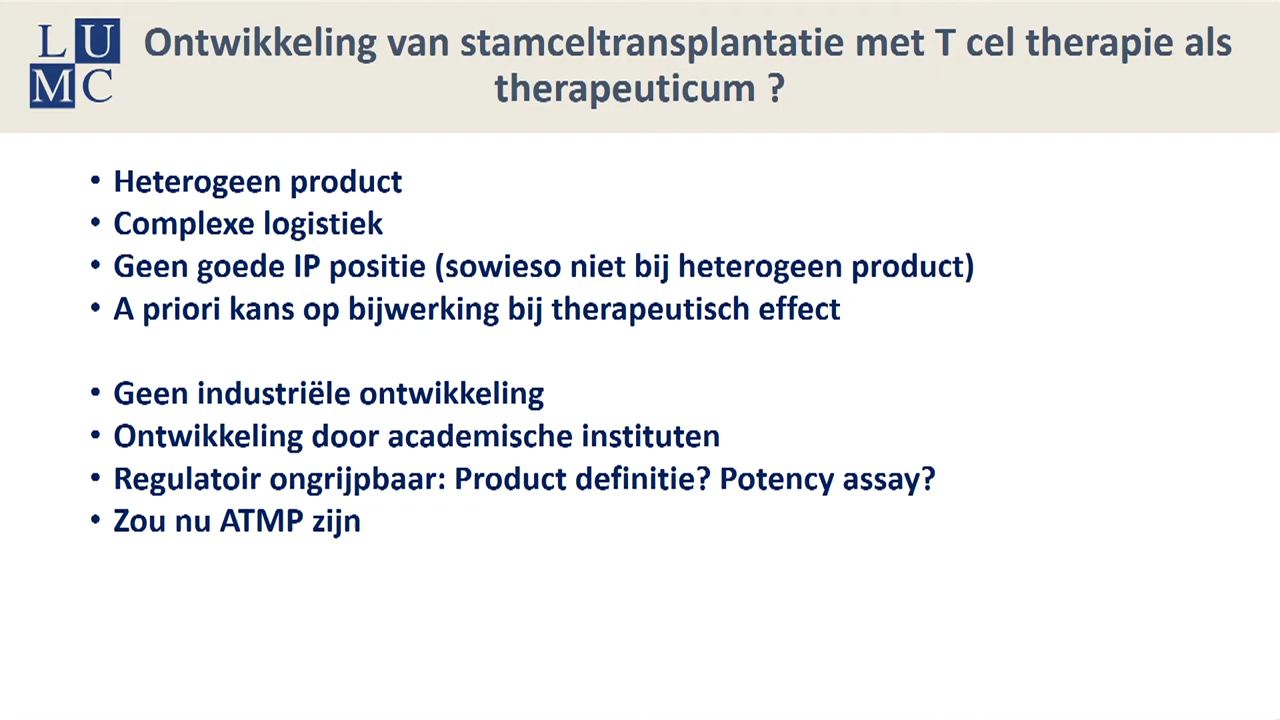 LU
MC
Ontwikkeling van stamceltransplantatie met T cel therapie als
therapeuticum ?
• Heterogeen product
• Complexe logistiek
• Geen goede IP positie (sowieso niet bij heterogeen product)
• A priori kans op bijwerking bij therapeutisch effect
• Geen industriële ontwikkeling
• Ontwikkeling door academische instituten
• Regulatoir ongrijpbaar: Product definitie? Potency assay?
• Zou nu ATMP zijn